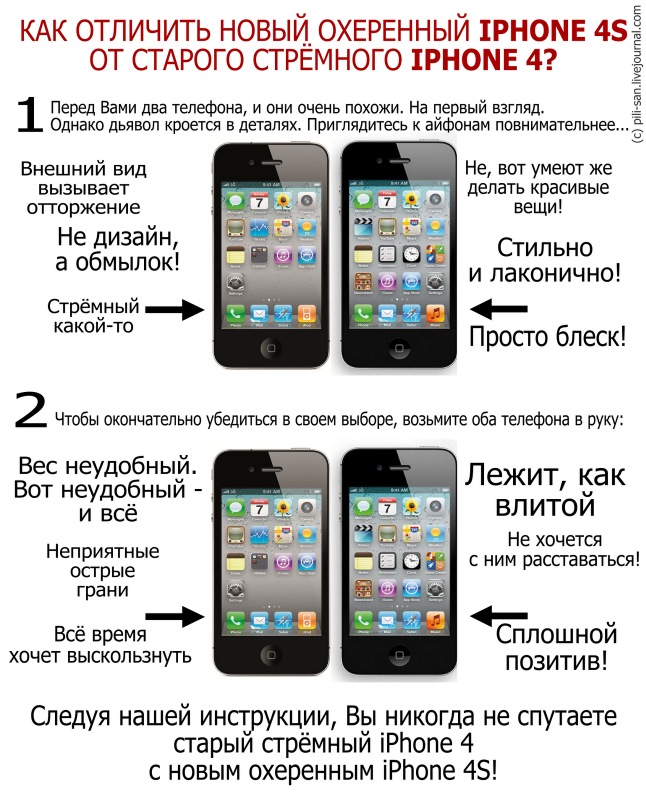 КАК ОТЛИЧИТЬ НОВЫЙ ОХЕРЕННЫЙ IPHONE 4S
ОТ СТАРОГО СТРЁМНОГО IPHONE 4?
(c) pili-san.livejournal.com
1 Перед Вами два телефона, и они очень похожи. На первый взгляд.
Однако дьявол кроется в деталях. Приглядитесь к айфонам повнимательнее...
Внешний вид
вызывает
отторжение
Не дизайн,
а обмылок!
Стрёмный
какой-то
Не, вот умеют же
делать красивые
вещи!
Стильно
и лаконично!
Просто блеск!
2 Чтобы окончательно убедиться в своем выборе, возьмите оба телефона в руку:
Вес неудобный.
Вот неудобный -
и всё
Неприятные
острые
грани
Всё время
хочет выскользнуть
Лежит, как
влитой
Не хочется
с ним расставаться!
Сплошной
позитив!
Следуя нашей инструкции, Вы никогда не спутаете
старый стрёмный iPhone 4
с новым охеренным iPhone 4S!